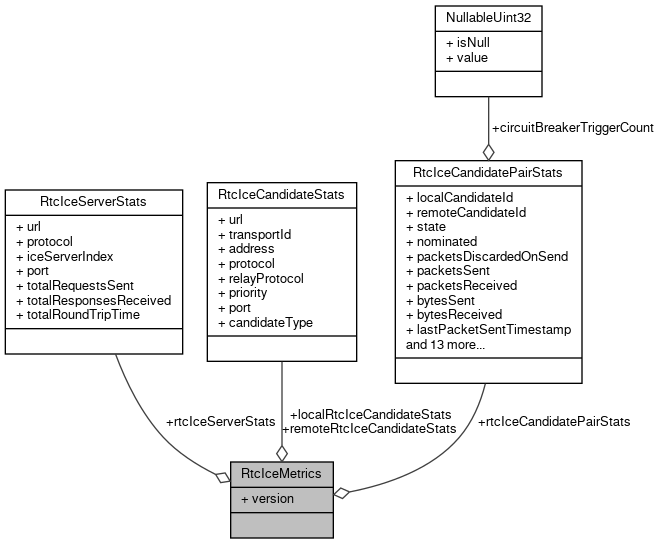 NullableUint32
+ isNull
+ value
+circuitBreakerTriggerCount
RtcIceServerStats
+ url
+ protocol
+ iceServerIndex
+ port
+ totalRequestsSent
+ totalResponsesReceived
+ totalRoundTripTime
RtcIceCandidateStats
+ url
+ transportId
+ address
+ protocol
+ relayProtocol
+ priority
+ port
+ candidateType
RtcIceCandidatePairStats
+ localCandidateId
+ remoteCandidateId
+ state
+ nominated
+ packetsDiscardedOnSend
+ packetsSent
+ packetsReceived
+ bytesSent
+ bytesReceived
+ lastPacketSentTimestamp
and 13 more...
+rtcIceServerStats
+localRtcIceCandidateStats
+remoteRtcIceCandidateStats
+rtcIceCandidatePairStats
RtcIceMetrics
+ version